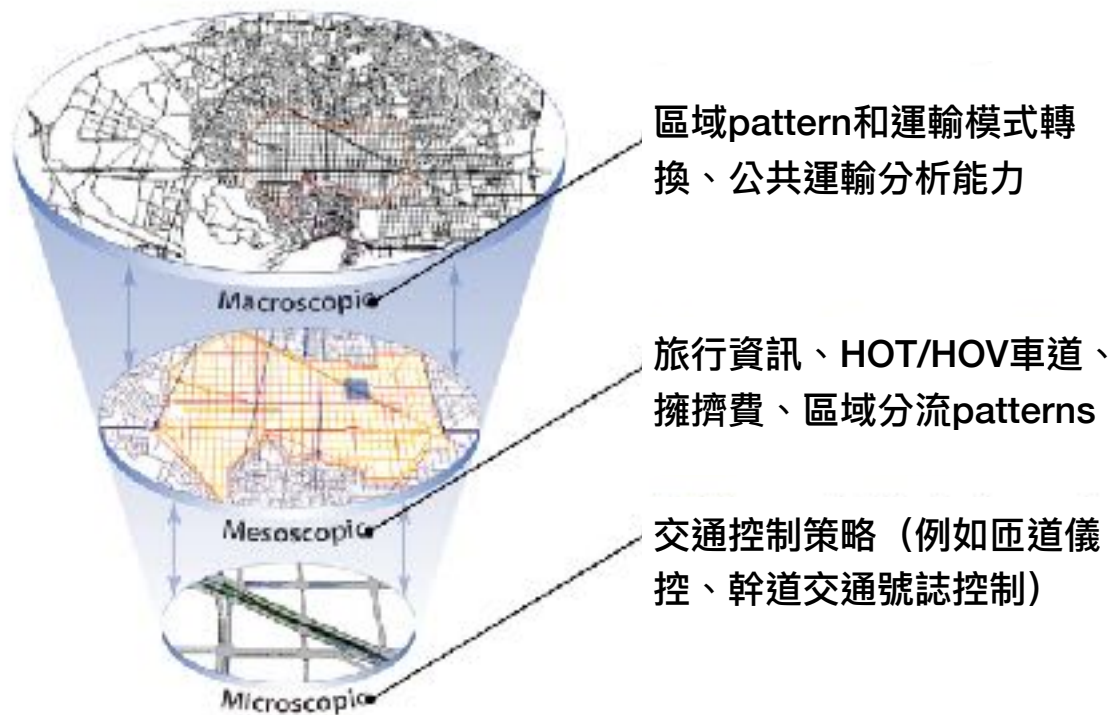 區域pattern和運輸模式轉
換、公共運輸分析能力
Macroscopic
旅行資訊、HOT/HOV車道、
擁擠費、區域分流patterns
Mesoscopic
交通控制策略（例如匝道儀
控、幹道交通號誌控制）
Microscopic